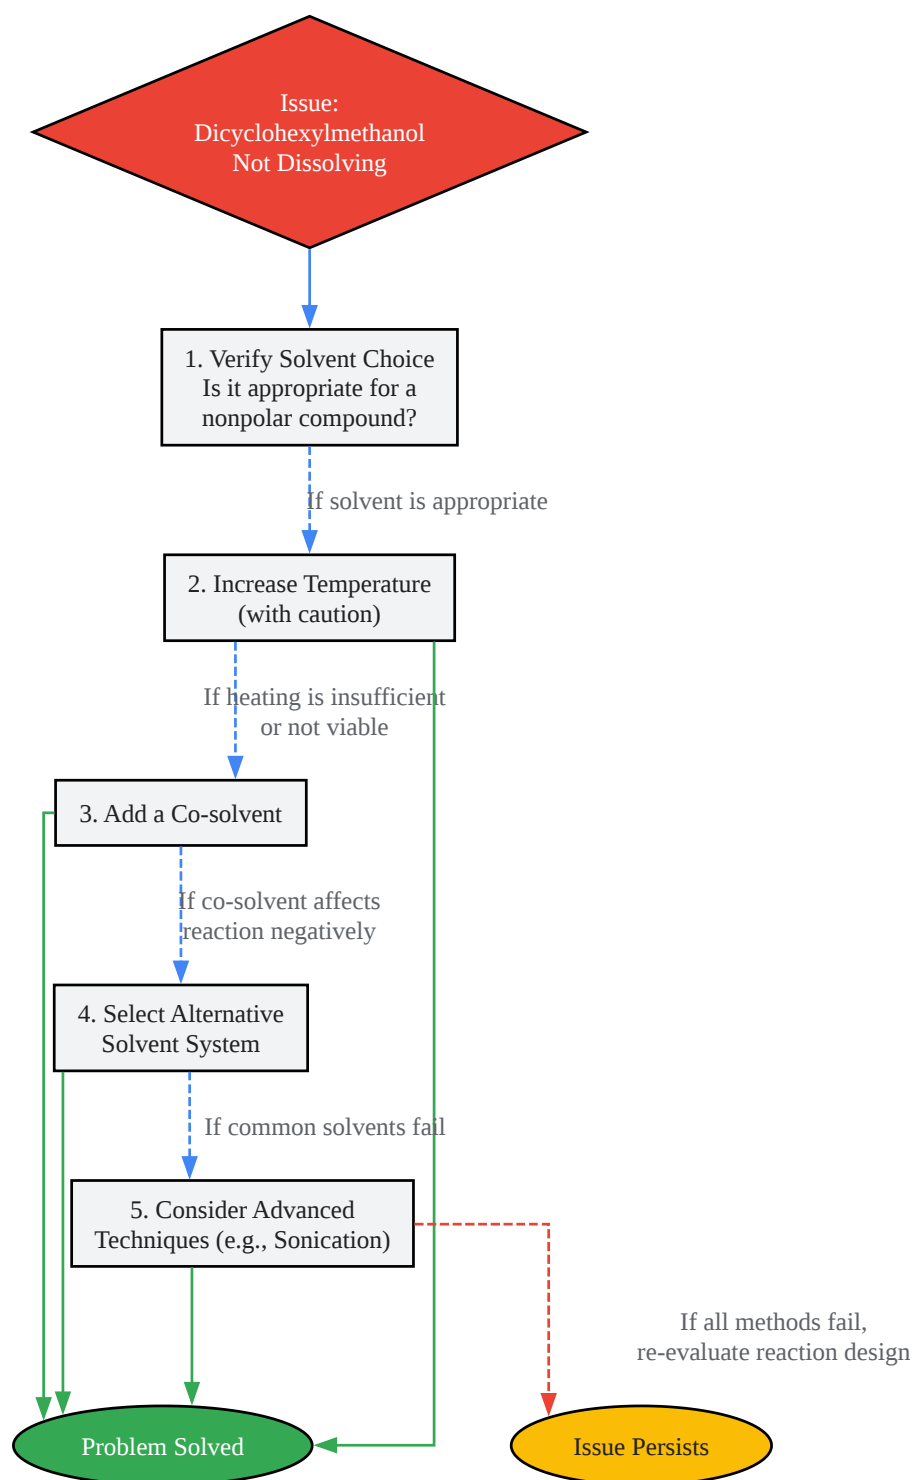 Issue:
Dicyclohexylmethanol
Not Dissolving
1. Verify Solvent Choice
Is it appropriate for a
nonpolar compound?
If solvent is appropriate
2. Increase Temperature
(with caution)
If heating is insufficient
or not viable
3. Add a Co-solvent
If co-solvent affects
reaction negatively
4. Select Alternative
Solvent System
If common solvents fail
5. Consider Advanced
Techniques (e.g., Sonication)
If all methods fail,
re-evaluate reaction design
Problem Solved
Issue Persists